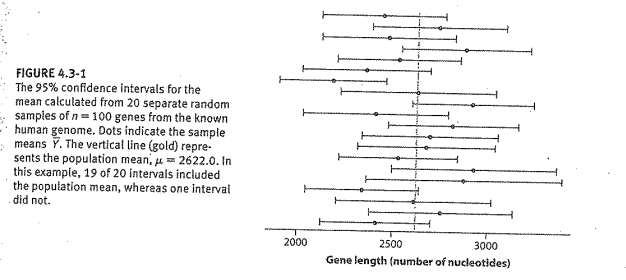 FIGURE 4.3-1
The 95% confidence intervals for the
mean calculated from 20 separate random
samples of n = 100 genes from the known
human genome. Dots indicate the sample
means Y̅. The vertical line (gold) repre-
sents the population mean, μ = 2622.0. In
this example, 19 of 20 intervals included
the population mean, whereas one interval
did not.
2000 2500 3000
Gene length (number of nucleotides)